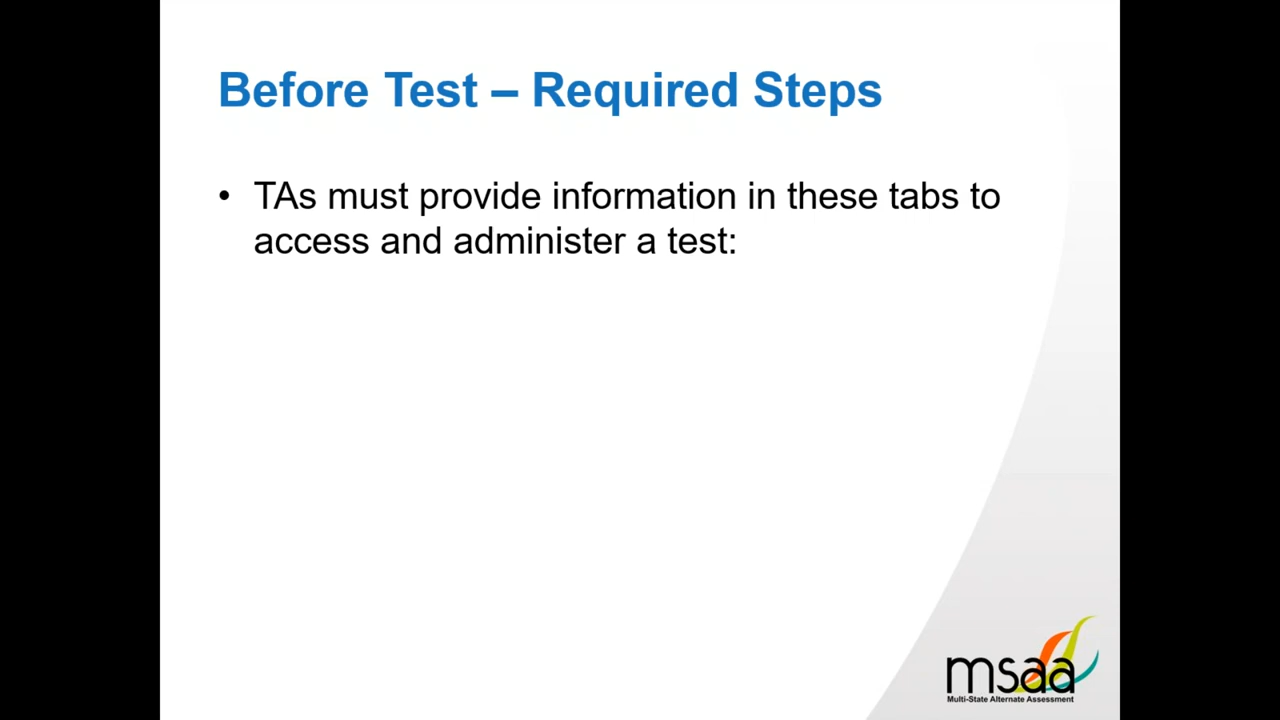 Before Test – Required Steps
• TAs must provide information in these tabs to
access and administer a test:
msaa
Multi-State Alternate Assessment